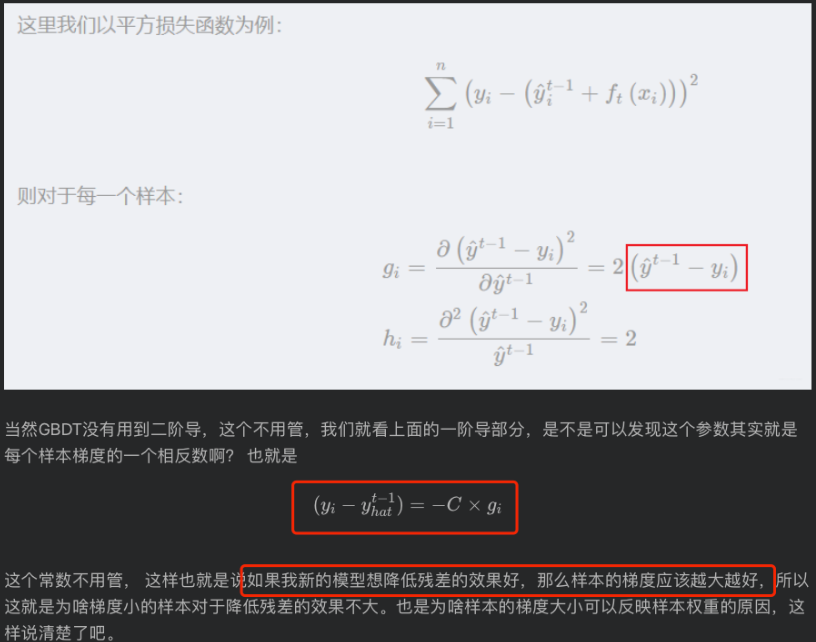 这里我们以平方损失函数为例：
\sum_{i=1}^{n} \left(y_i - \left(\hat{y}_i^{t-1} + f_t\left(x_i\right)\right)\right)^2
则对于每一个样本：
g_i = \frac{\partial \left(\hat{y}^{t-1} - y_i\right)^2}{\partial \hat{y}^{t-1}} = 2\left(\hat{y}^{t-1} - y_i\right)
h_i = \frac{\partial^2 \left(\hat{y}^{t-1} - y_i\right)^2}{\hat{y}^{t-1}} = 2
当然GBDT没有用到二阶导，这个不用管，我们就看上面的一阶导部分，是不是可以发现这个参数其实就是
每个样本梯度的一个相反数啊？ 也就是
(y_i - y_{hat}^{t-1}) = -C \times g_i
这个常数不用管， 这样也就是说如果我新的模型想降低残差的效果好，那么样本的梯度应该越大越好，所以
这就是为啥梯度小的样本对于降低残差的效果不大。也是为啥样本的梯度大小可以反映样本权重的原因，这
样说清楚了吧。